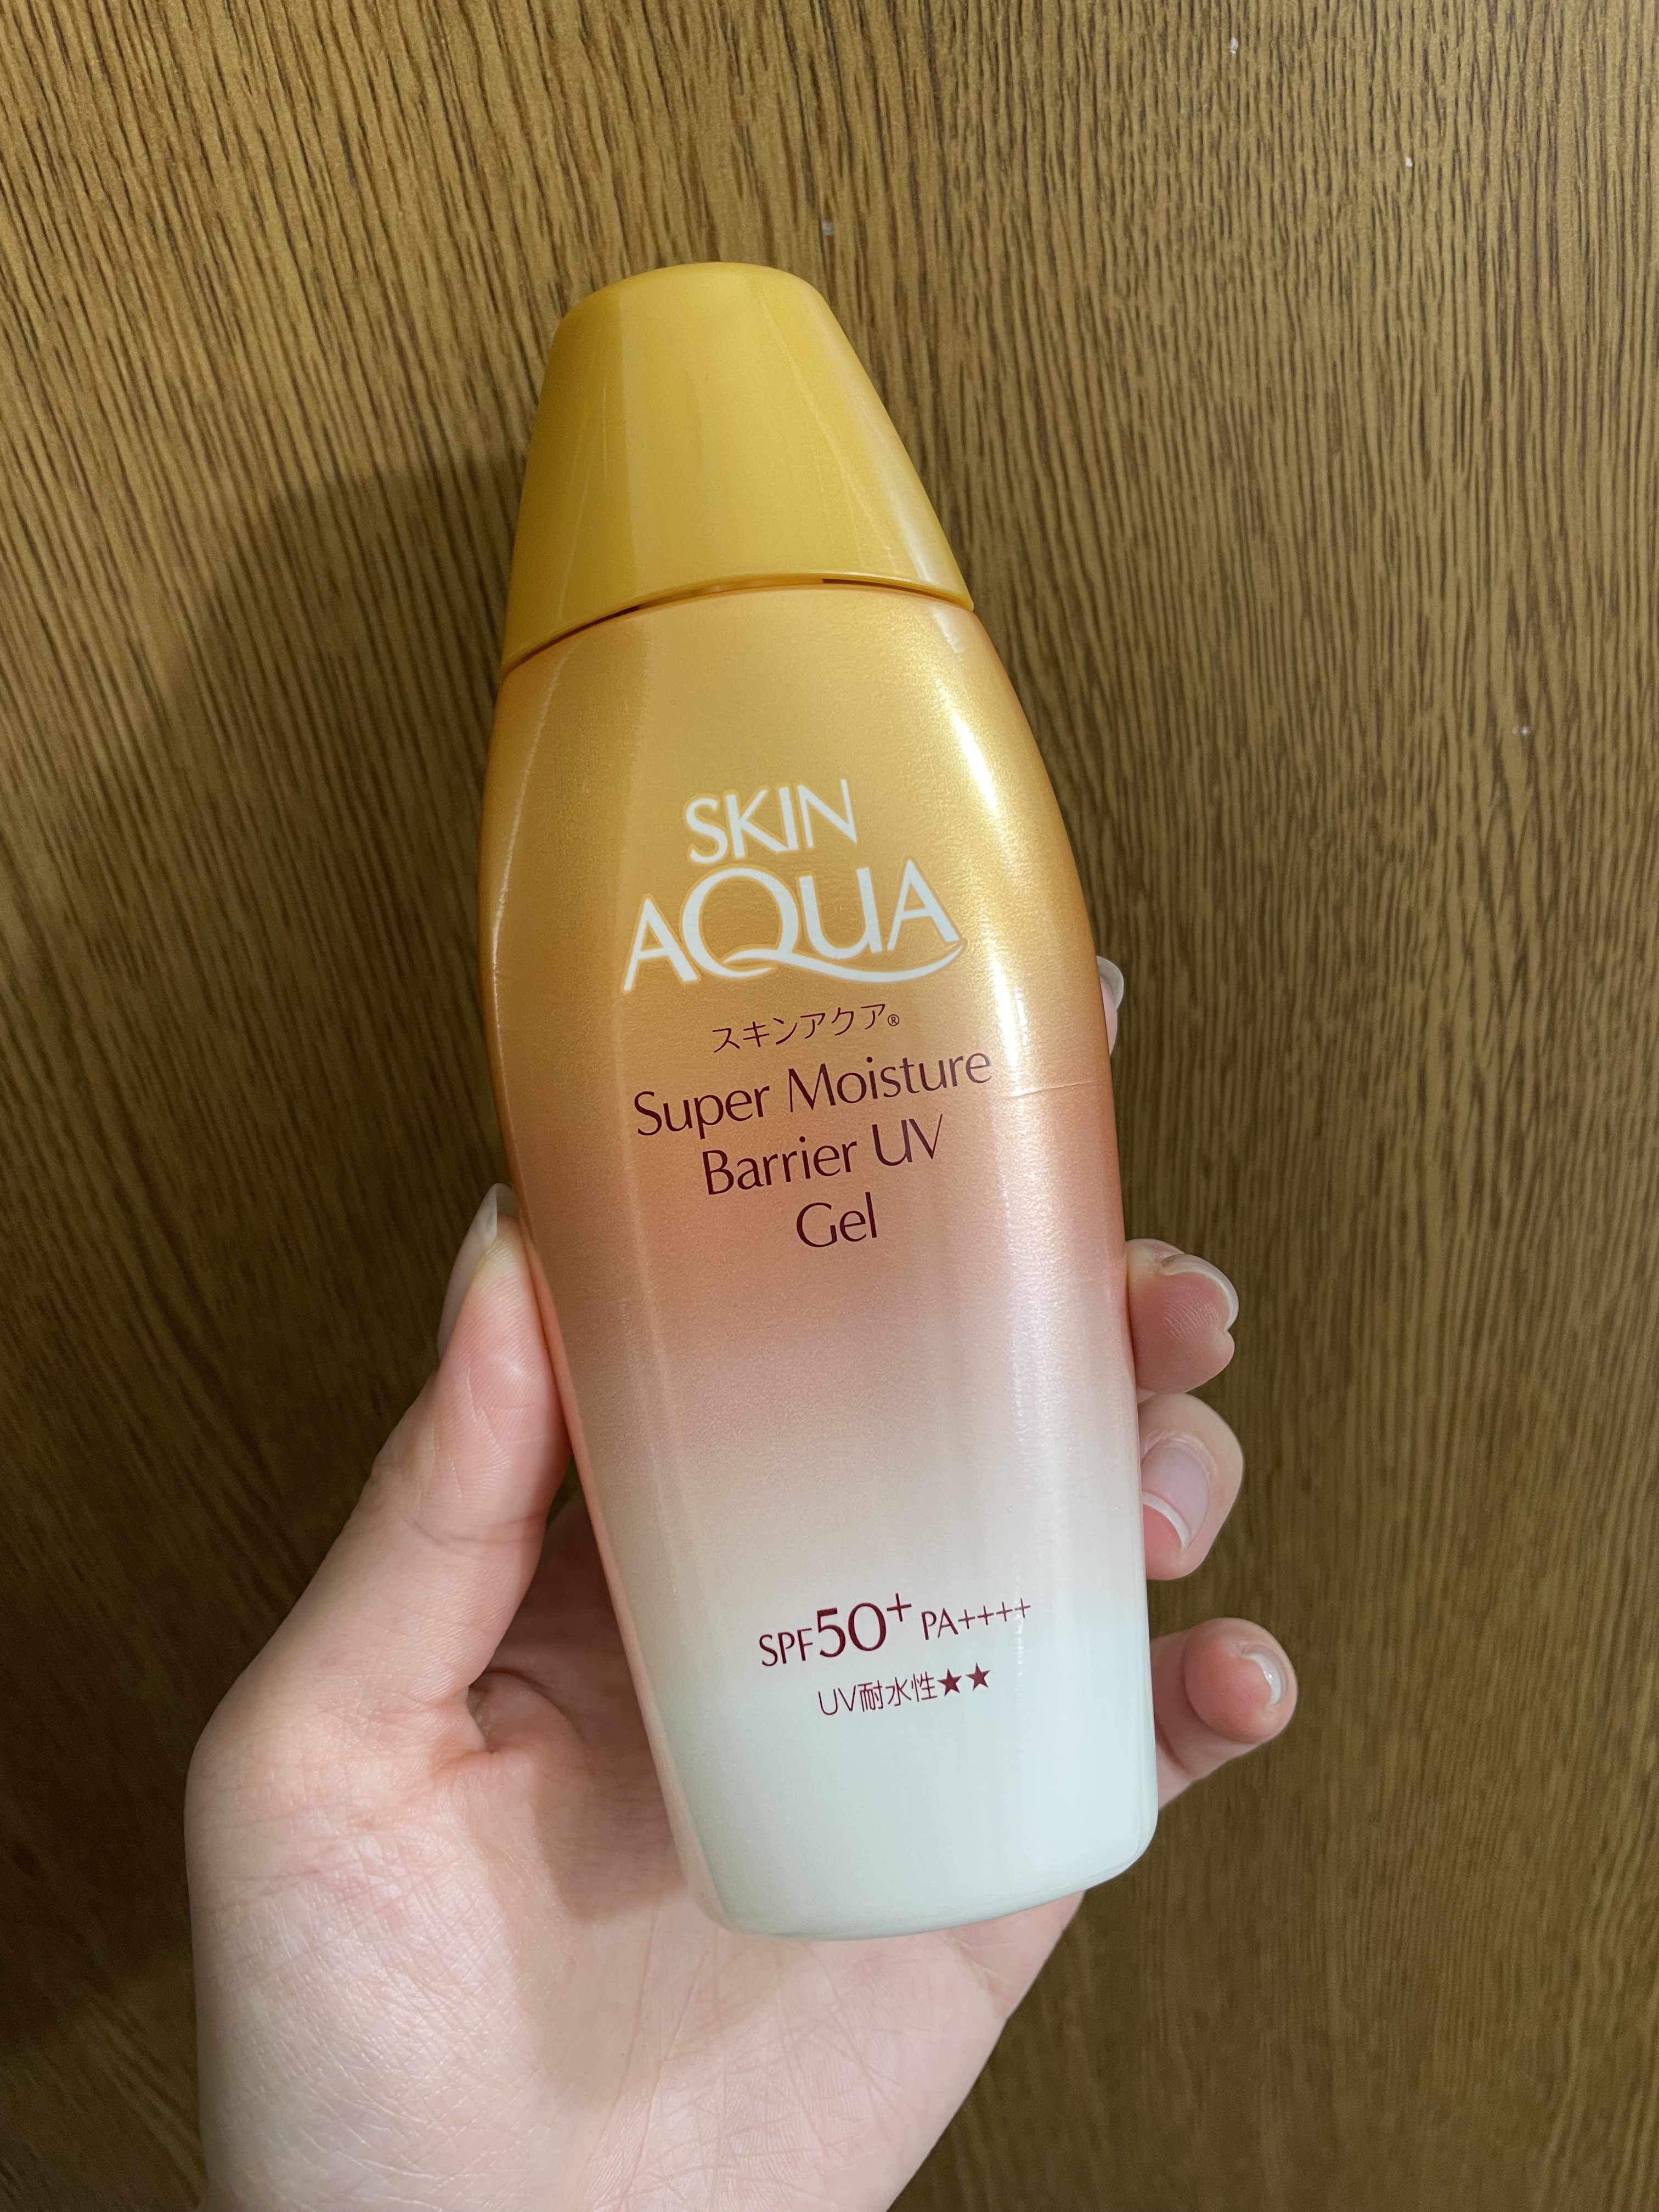 SKIN
AQUA
スキンアクア®
Super Moisture
Barrier UV
Gel
SPF50+ PA++++
UV耐水性★★